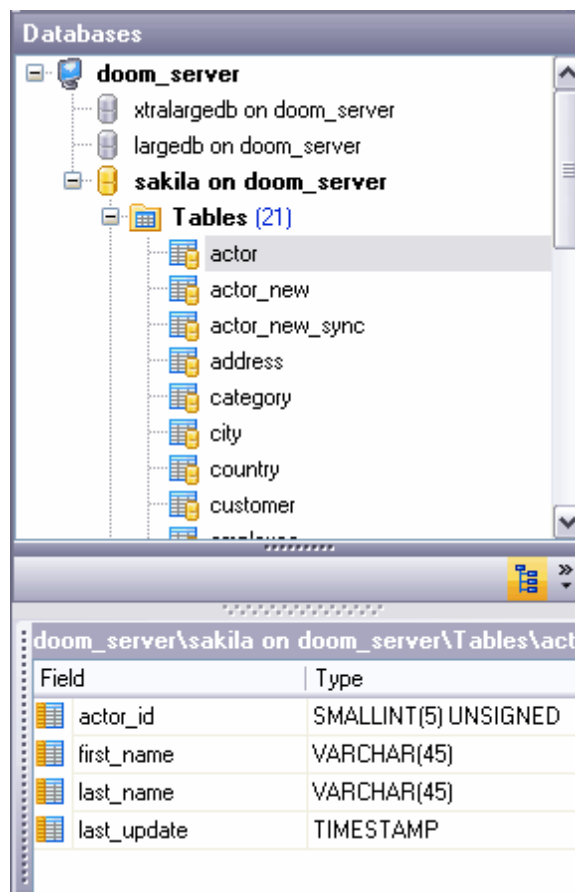 Databases
doom_server
xtralargedb on doom_server
largedb on doom_server
sakila on doom_server
Tables (21)
actor
actor_new
actor_new_sync
address
category
city
country
customer
doom_server\sakila on doom_server\Tables\act
Field Type
actor_id SMALLINT(5) UNSIGNED
first_name VARCHAR(45)
last_name VARCHAR(45)
last_update TIMESTAMP